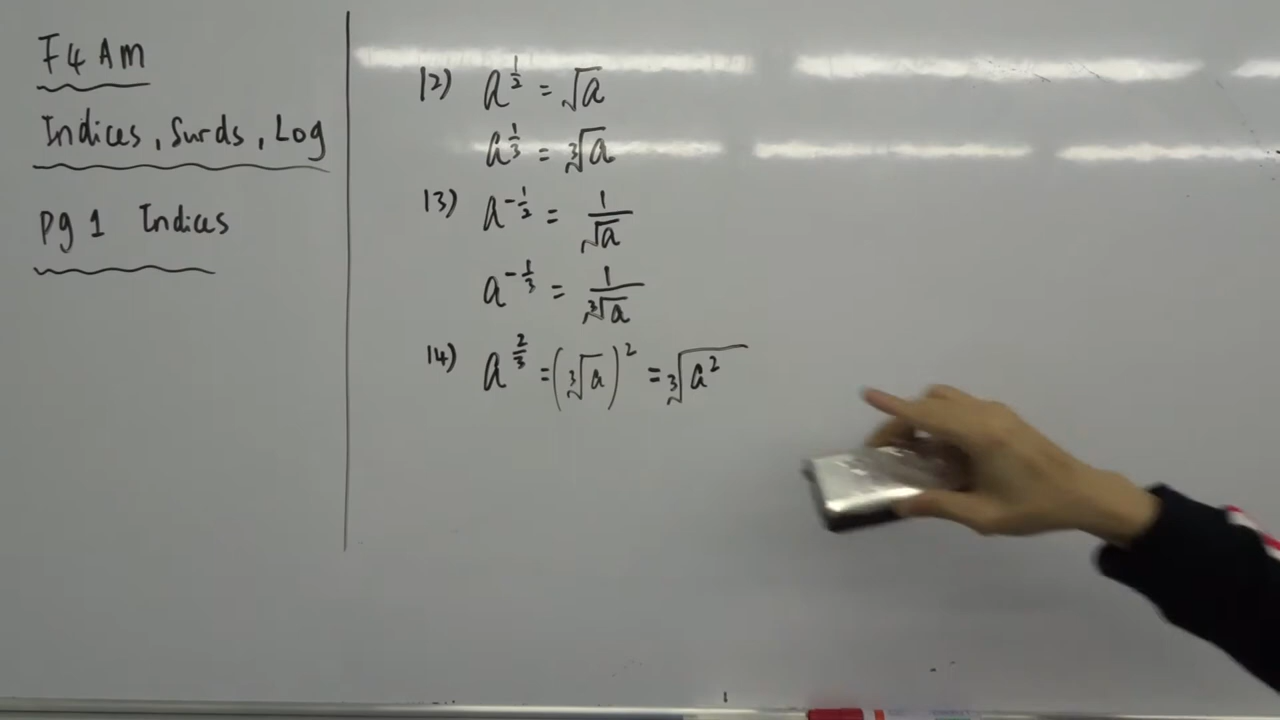 F4 Am
Indices, Surds, Log
Pg 1 Indices
12) a^{1/2} = √a
a^{1/3} = ∛a
13) a^{-1/2} = 1/√a
a^{-1/3} = 1/∛a
14) a^{2/3} = (∛a)^2 = ∛(a^2)